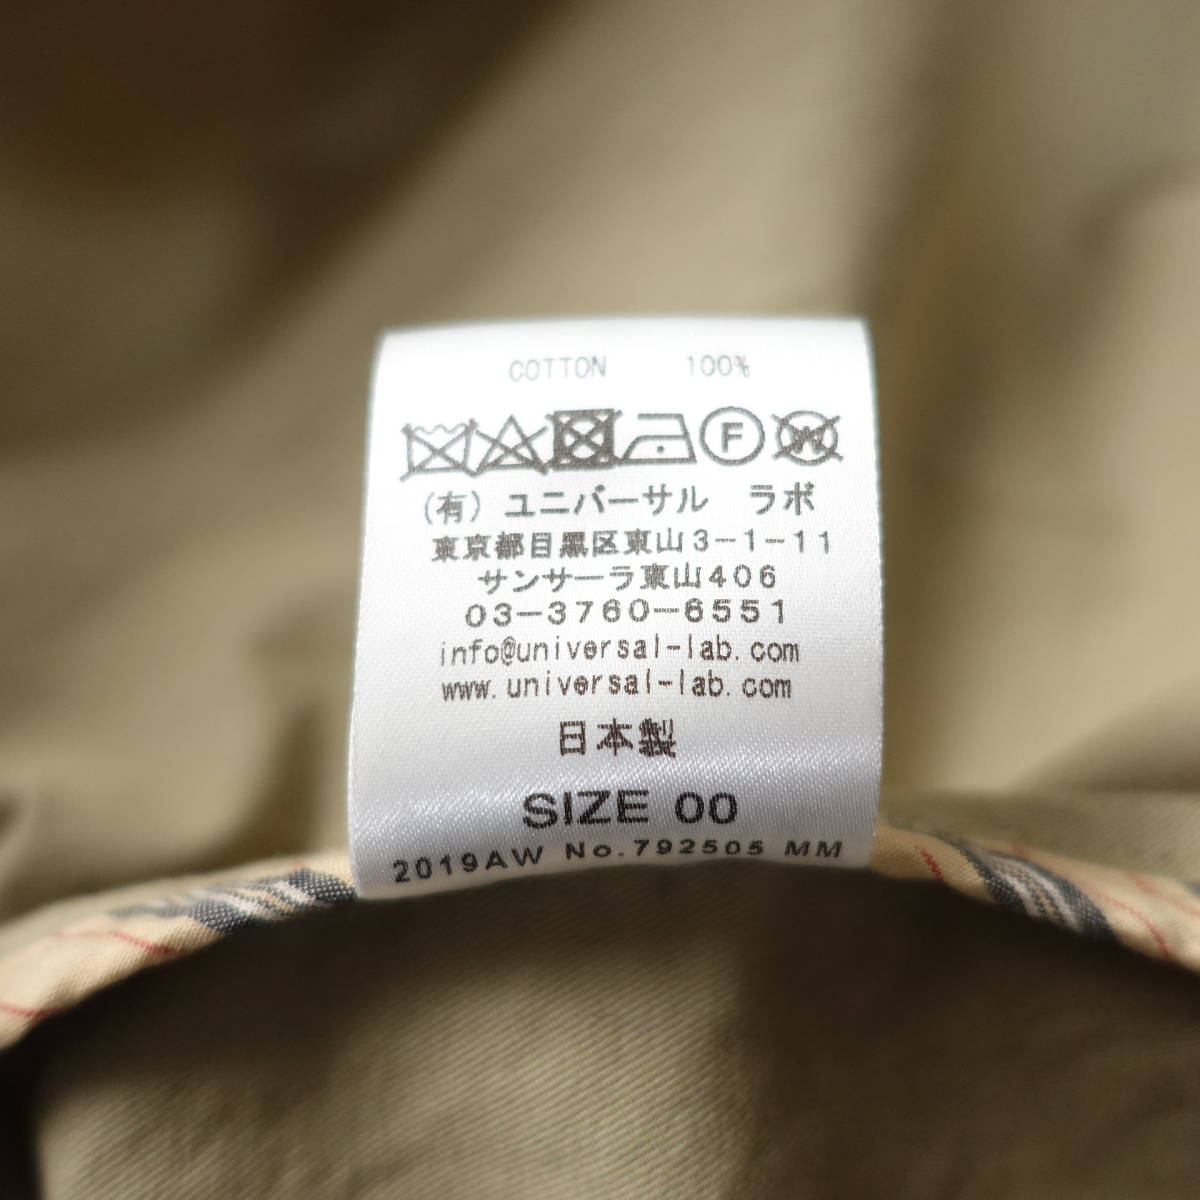 COTTON 100%
F W
(有) ユニバーサル ラボ
東京都目黒区東山3-1-11
サンサーラ東山406
03-3760-6551
info@universal-lab.com
www.universal-lab.com
日本製
SIZE 00
2019AW No.792505 MM